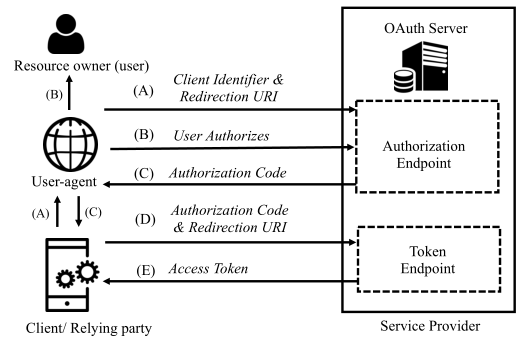 OAuth Server
Resource owner (user)
(B)
(A) Client Identifier &
Redirection URI
(B) User Authorizes
Authorization
Endpoint
(C) Authorization Code
User-agent
(A) (C)
(D) Authorization Code
& Redirection URI
Token
Endpoint
(E) Access Token
Client/ Relying party
Service Provider